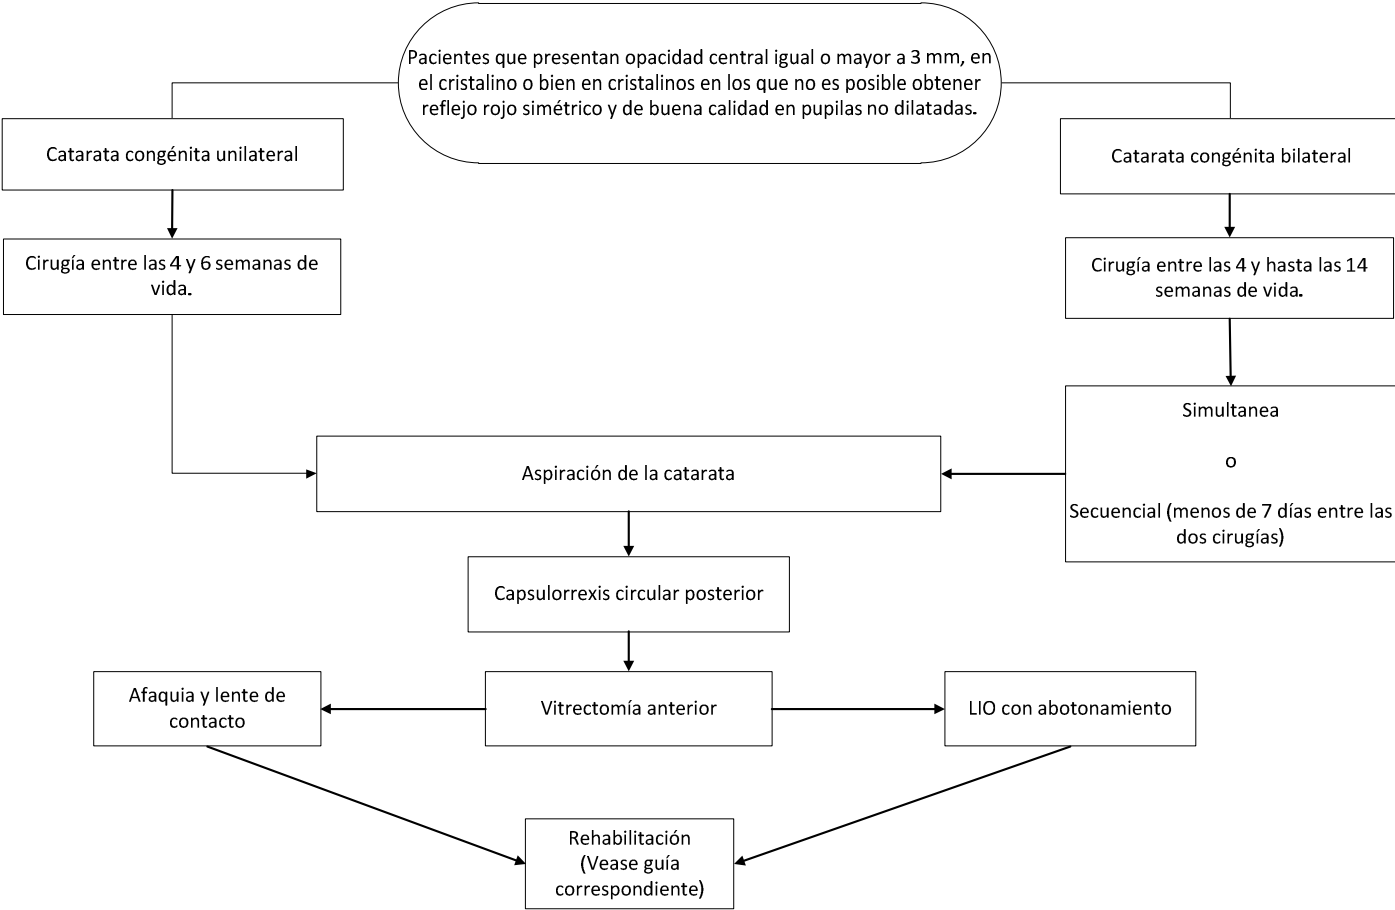 Pacientes que presentan opacidad central igual o mayor a 3 mm, en
el cristalino o bien en cristalinos en los que no es posible obtener
reflejo rojo simétrico y de buena calidad en pupilas no dilatadas.
Catarata congénita unilateral
Catarata congénita bilateral
Cirugía entre las 4 y 6 semanas de
vida.
Cirugía entre las 4 y hasta las 14
semanas de vida.
Simultanea
o
Secuencial (menos de 7 días entre las
dos cirugías)
Aspiración de la catarata
Capsulorrexis circular posterior
Afaquia y lente de
contacto
Vitrectomía anterior
LIO con abotonamiento
Rehabilitación
(Vease guía
correspondiente)